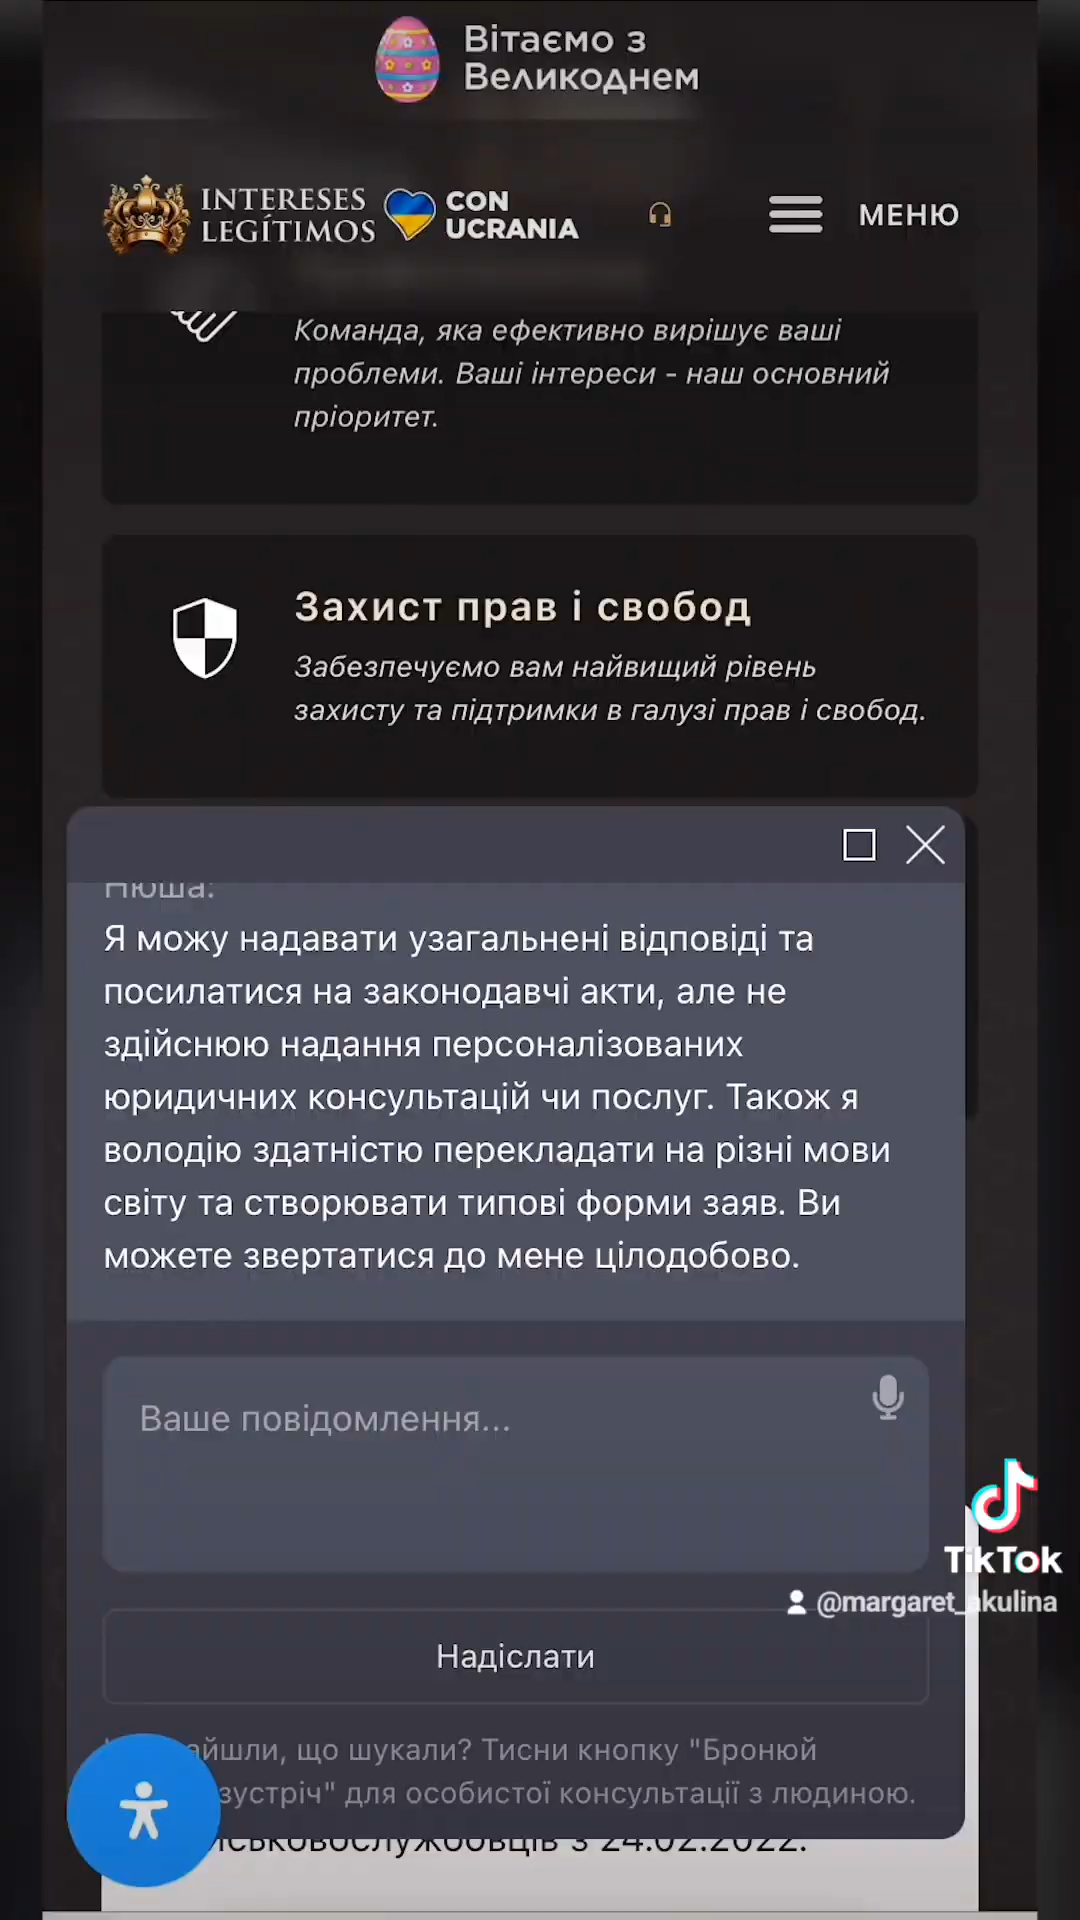 Вітаємо з
Великоднем
INTERESES
LEGÍTIMOS
CON
UCRANIA
МЕНЮ
Команда, яка ефективно вирішує ваші
проблеми. Ваші інтереси - наш основний
пріоритет.
Захист прав і свобод
Забезпечуємо вам найвищий рівень
захисту та підтримки в галузі прав і свобод.
Нюша:
Я можу надавати узагальнені відповіді та
посилатися на законодавчі акти, але не
здійснюю надання персоналізованих
юридичних консультацій чи послуг. Також я
володію здатністю перекладати на різні мови
світу та створювати типові форми заяв. Ви
можете звертатися до мене цілодобово.
Ваше повідомлення...
TikTok
@margaret_akulina
Надіслати
що шукали? Тисни кнопку "Бронюй
зустріч" для особистої консультації з людиною.
з 24.02.2022.